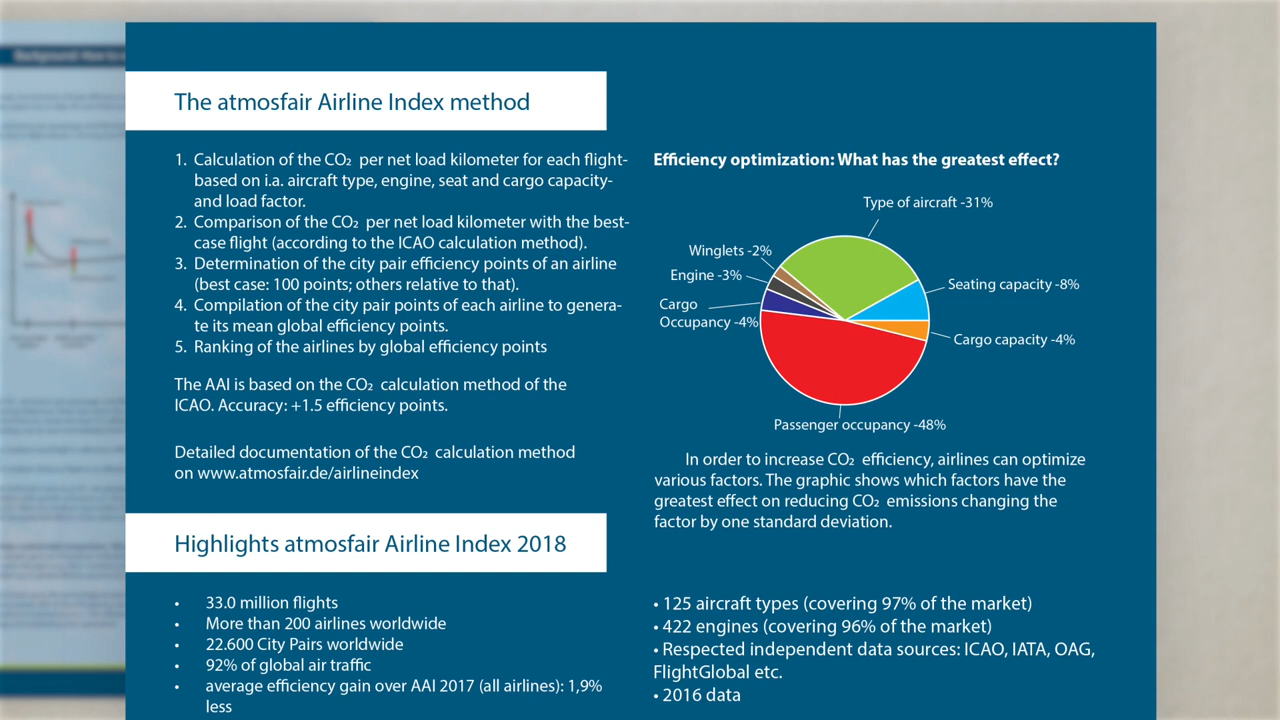 The atmosfair Airline Index method
1. Calculation of the CO₂ per net load kilometer for each flight-
based on i.a. aircraft type, engine, seat and cargo capacity-
and load factor.
2. Comparison of the CO₂ per net load kilometer with the best-
case flight (according to the ICAO calculation method).
3. Determination of the city pair efficiency points of an airline
(best case: 100 points; others relative to that).
4. Compilation of the city pair points of each airline to genera-
te its mean global efficiency points.
5. Ranking of the airlines by global efficiency points
The AAI is based on the CO₂ calculation method of the
ICAO. Accuracy: +1.5 efficiency points.
Detailed documentation of the CO₂ calculation method
on www.atmosfair.de/airlineindex
Efficiency optimization: What has the greatest effect?
Type of aircraft -31%
Winglets -2%
Engine -3%
Cargo
Occupancy -4%
Seating capacity -8%
Cargo capacity -4%
Passenger occupancy -48%
In order to increase CO₂ efficiency, airlines can optimize
various factors. The graphic shows which factors have the
greatest effect on reducing CO₂ emissions changing the
factor by one standard deviation.
Highlights atmosfair Airline Index 2018
• 33.0 million flights
• More than 200 airlines worldwide
• 22.600 City Pairs worldwide
• 92% of global air traffic
• average efficiency gain over AAI 2017 (all airlines): 1,9%
less
• 125 aircraft types (covering 97% of the market)
• 422 engines (covering 96% of the market)
• Respected independent data sources: ICAO, IATA, OAG,
FlightGlobal etc.
• 2016 data